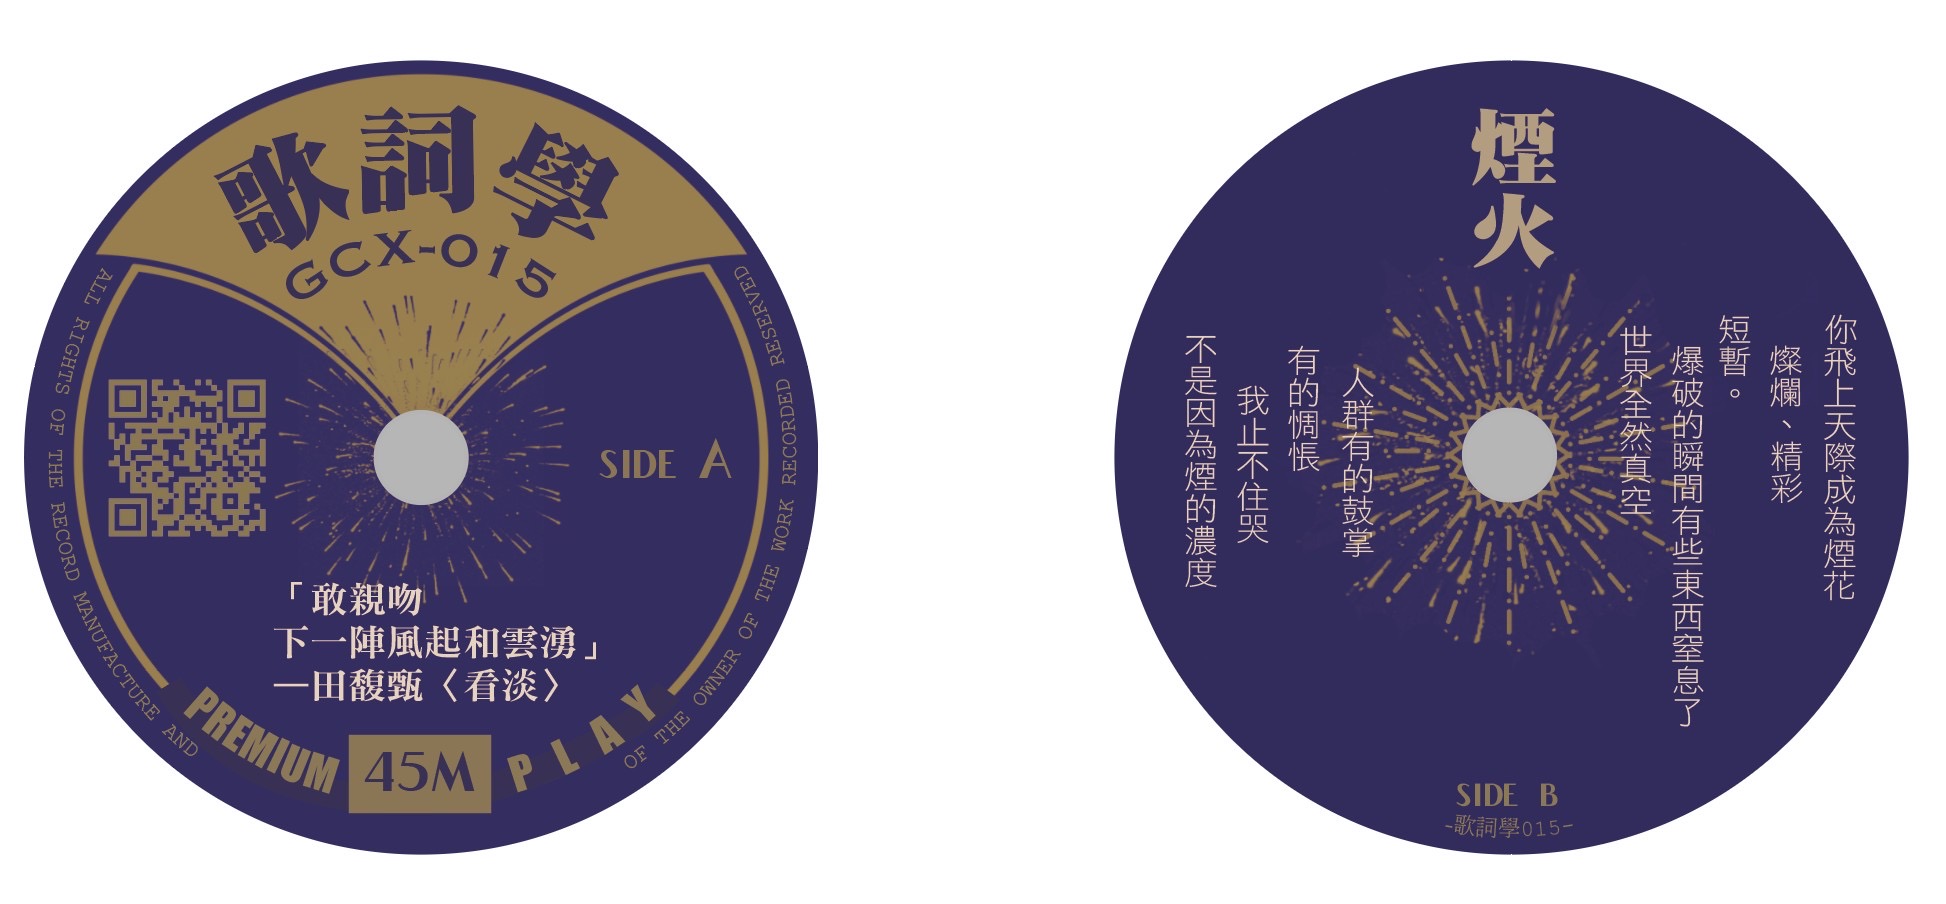 歌詞學
GCX-015
ALL RIGHTS OF THE RECORD MANUFACTURE AND
OF THE OWNER OF THE WORK RECORDED RESERVED
SIDE A
「敢親吻
下一陣風起和雲湧」
—田馥甄〈看淡〉
PREMIUM 45M PLAY
煙火
你飛上天際成為煙花
燦爛、精彩
短暫。
爆破的瞬間有些東西窒息了
世界全然真空
人群有的鼓掌
有的惆悵
我止不住哭
不是因為煙的濃度
SIDE B
-歌詞學015-